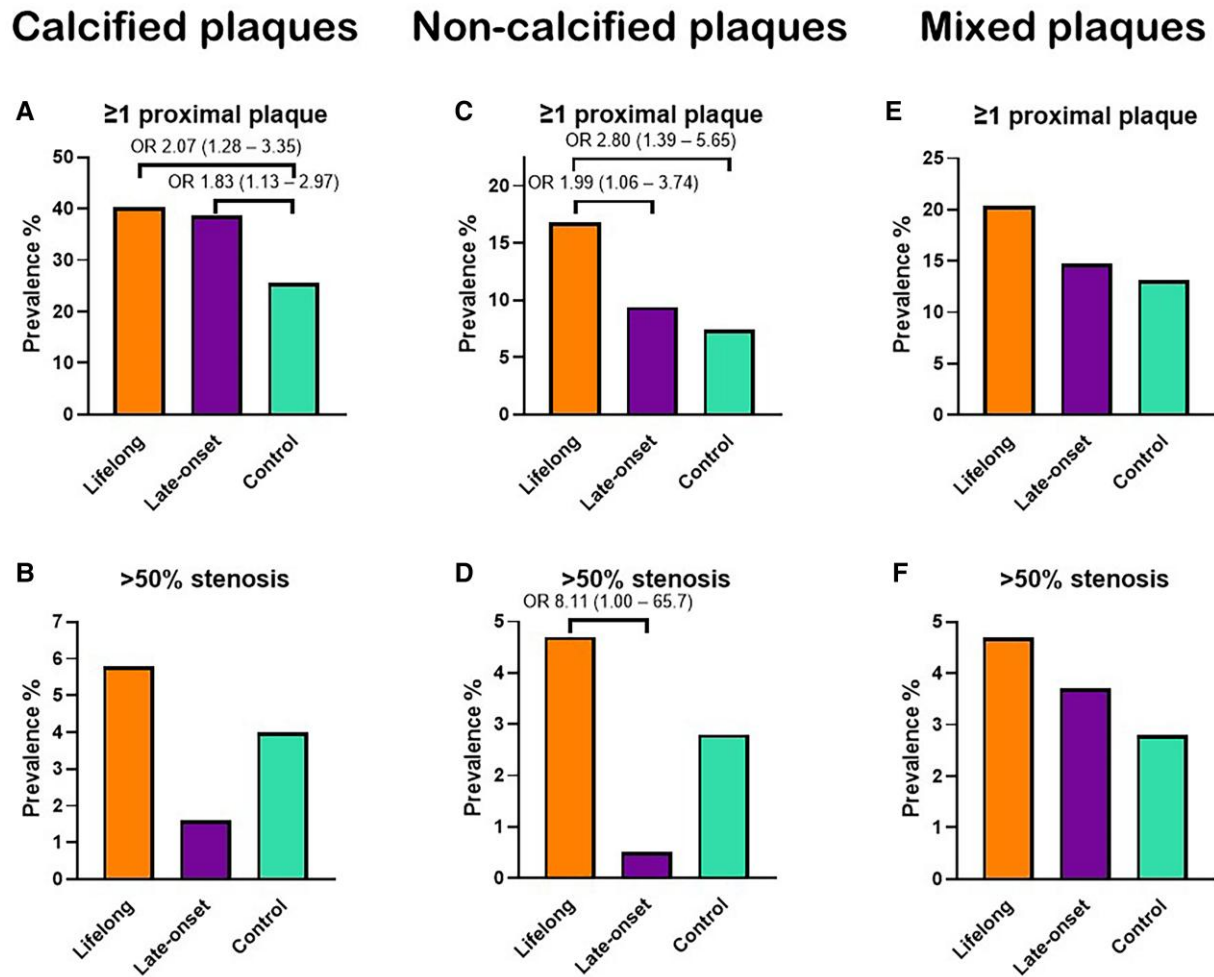 Calcified plaques
Non-calcified plaques
Mixed plaques
A
≥1 proximal plaque
OR 2.07 (1.28 – 3.35)
OR 1.83 (1.13 – 2.97)
Prevalence %
50
40
30
20
10
0
Lifelong
Late-onset
Control
C
≥1 proximal plaque
OR 2.80 (1.39 – 5.65)
OR 1.99 (1.06 – 3.74)
Prevalence %
20
15
10
5
0
Lifelong
Late-onset
Control
E
≥1 proximal plaque
Prevalence %
25
20
15
10
5
0
Lifelong
Late-onset
Control
B
>50% stenosis
Prevalence %
7
6
5
4
3
2
1
0
Lifelong
Late-onset
Control
D
>50% stenosis
OR 8.11 (1.00 – 65.7)
Prevalence %
5
4
3
2
1
0
Lifelong
Late-onset
Control
F
>50% stenosis
Prevalence %
5
4
3
2
1
0
Lifelong
Late-onset
Control